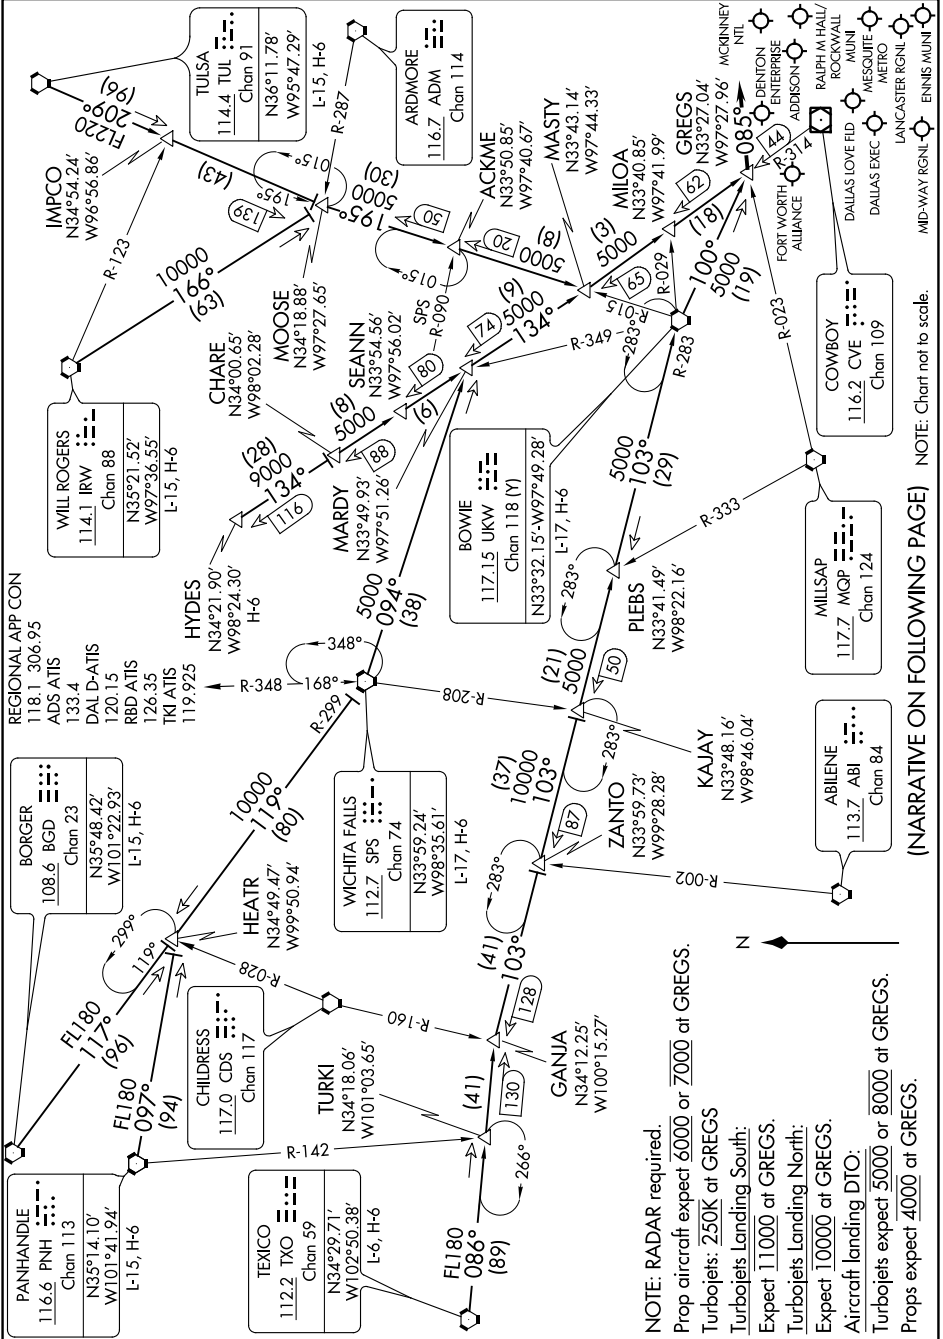 REGIONAL APP CON
118.1 306.95
ADS ATIS
133.4
DAL D-ATIS
120.15
RBD ATIS
126.35
TKI ATIS
119.925
BORGER
108.6 BGD
Chan 23
N35°48.42′
W101°22.93′
L-15, H-6
PANHANDLE
116.6 PNH
Chan 113
N35°14.10′
W101°41.94′
L-15, H-6
WILL ROGERS
114.1 IRW
Chan 88
N35°21.52′
W97°36.55′
L-15, H-6
TULSA
114.4 TUL
Chan 91
N36°11.78′
W95°47.29′
L-15, H-6
ARDMORE
116.7 ADM
Chan 114
WICHITA FALLS
112.7 SPS
Chan 74
N33°59.24′
W98°35.61′
L-17, H-6
BOWIE
117.15 UKW
Chan 118 (Y)
N33°32.15′-W97°49.28′
L-17, H-6
CHILDRESS
117.0 CDS
Chan 117
TEXICO
112.2 TXO
Chan 59
N34°29.71′
W102°50.38′
L-6, H-6
ABILENE
113.7 ABI
Chan 84
MILLSAP
117.7 MQP
Chan 124
COWBOY
116.2 CVE
Chan 109
IMPCO
N34°54.24′
W96°56.86′
MOOSE
N34°18.88′
W97°27.65′
ACKME
N33°50.85′
W97°40.67′
MASTY
N33°43.14′
W97°44.33′
MILOA
N33°40.85′
W97°41.99′
GREGS
N33°27.04′
W97°27.96′
HYDES
N34°21.90′
W98°24.30′
H-6
CHARE
N34°00.65′
W98°02.28′
SEANN
N33°54.56′
W97°56.02′
MARDY
N33°49.93′
W97°51.26′
HEATR
N34°49.47′
W99°50.94′
TURKI
N34°18.06′
W101°03.65′
GANJA
N34°12.25′
W100°15.27′
ZANTO
N33°59.73′
W99°28.28′
KAJAY
N33°48.16′
W98°46.04′
PLEBS
N33°41.49′
W98°22.16′
FL220
209°
(96)
(43)
R-123
R-287
10000
199°
(93)
139
015°
195°
195°
5000
(30)
50
015°
20
5000
(8)
SPS
R-090
(3)
5000
62
(18)
085°
44
R-314
(28)
9000
134°
116
(8)
5000
88
80
(6)
74
(9)
5000
134°
65
R-015
R-029
R-349
283°
R-283
100°
5000
(19)
R-023
R-333
5000
094°
(38)
348°
168°
R-348
R-299
R-208
10000
119°
(80)
299°
119°
FL180
117°
(96)
FL180
097°
(94)
R-028
R-160
R-142
FL180
086°
(89)
266°
(41)
130
128
(41)
103°
283°
87
R-002
(37)
10000
103°
283°
50
(21)
5000
283°
5000
103°
(29)
MCKINNEY
NTL
DENTON
ENTERPRISE
ADDISON
RALPH M HALL/
ROCKWALL
MUNI
MESQUITE
METRO
LANCASTER RGNL
ENNIS MUNI
FORT WORTH
ALLIANCE
DALLAS LOVE FLD
DALLAS EXEC
MID-WAY RGNL
N
NOTE: RADAR required.
Prop aircraft expect 6000 or 7000 at GREGS.
Turbojets: 250K at GREGS
Turbojets Landing South:
Expect 11000 at GREGS.
Turbojets Landing North:
Expect 10000 at GREGS.
Aircraft landing DTO:
Turbojets expect 5000 or 8000 at GREGS.
Props expect 4000 at GREGS.
(NARRATIVE ON FOLLOWING PAGE)
NOTE: Chart not to scale.